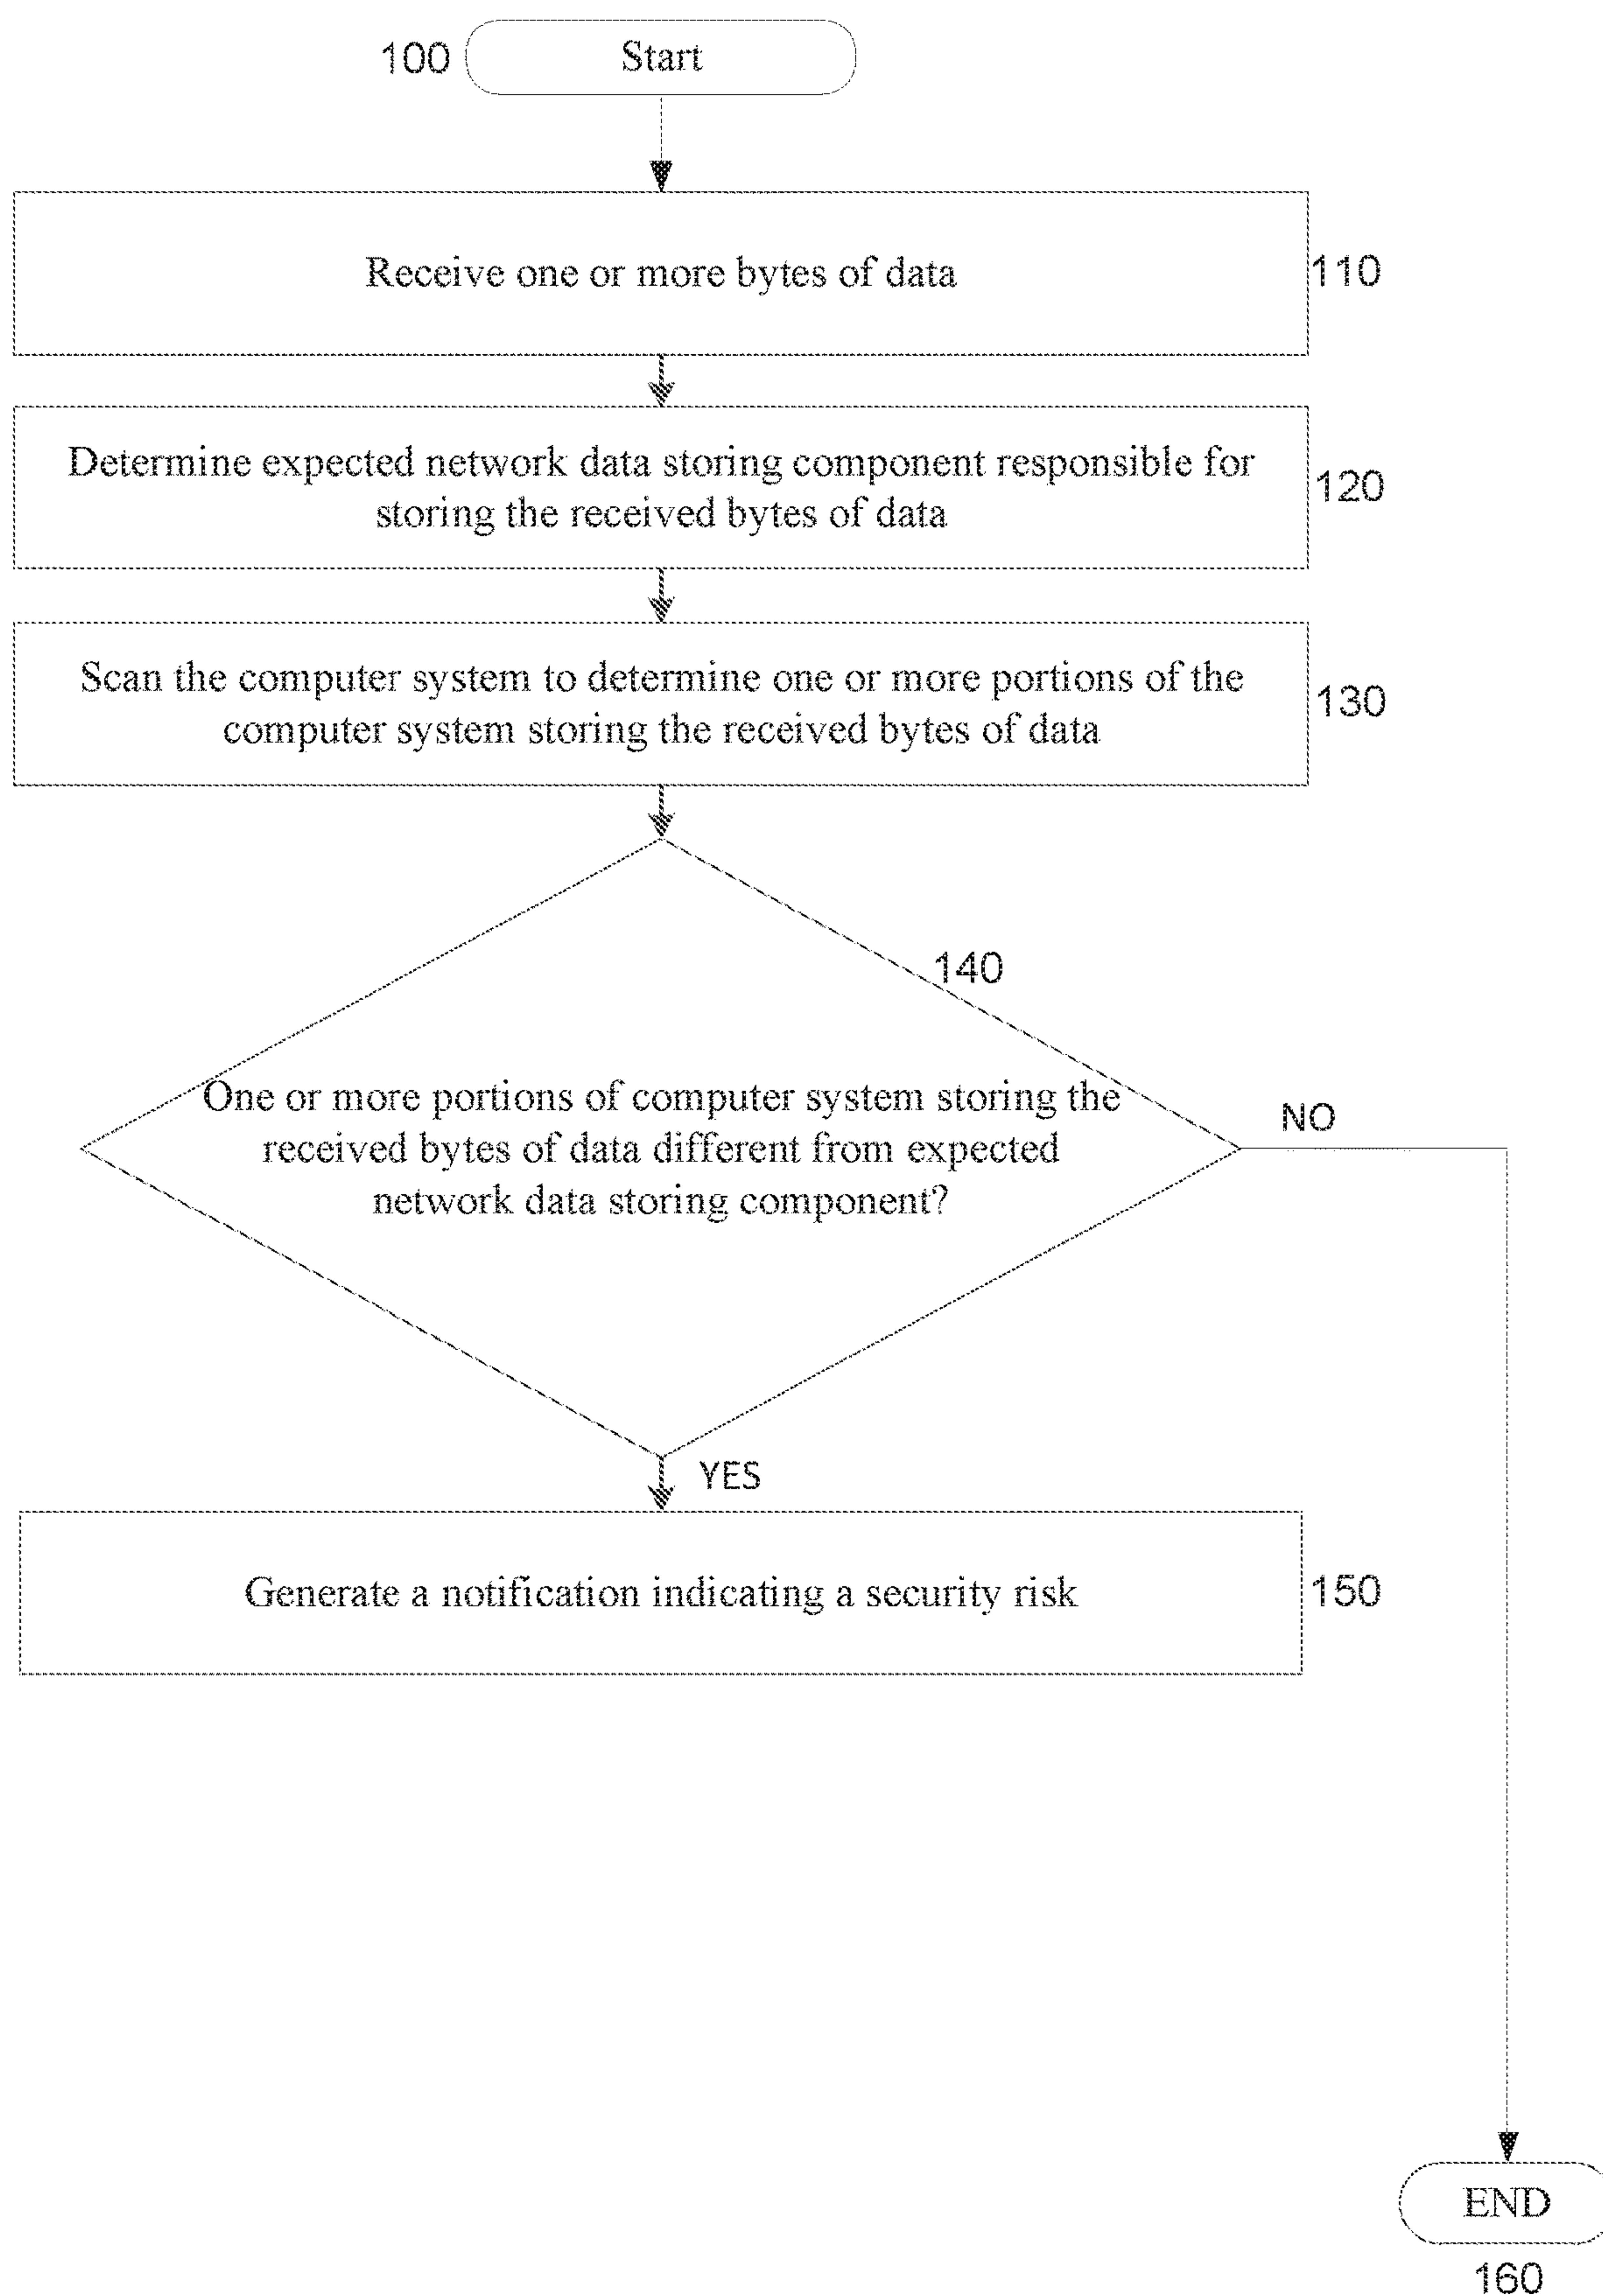 100
Start
Receive one or more bytes of data
110
Determine expected network data storing component responsible for
storing the received bytes of data
120
Scan the computer system to determine one or more portions of the
computer system storing the received bytes of data
130
140
One or more portions of computer system storing the
received bytes of data different from expected
network data storing component?
NO
YES
Generate a notification indicating a security risk
150
END
160